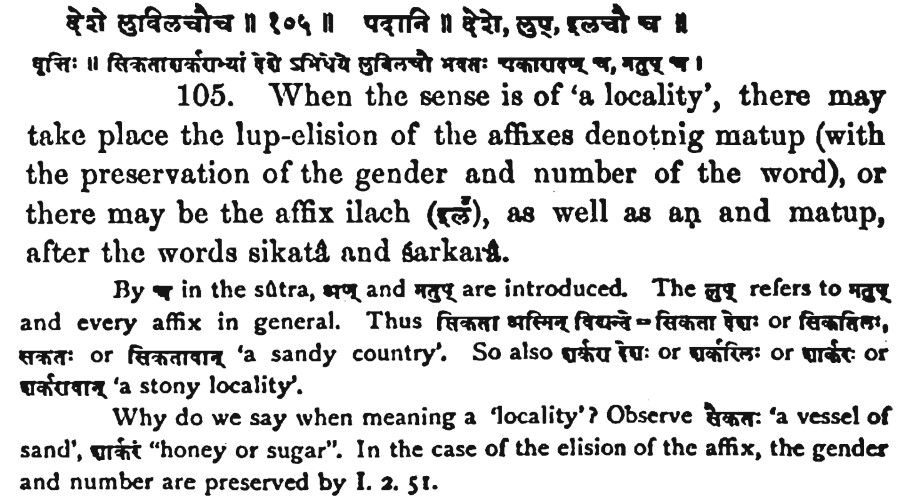 देशे लुबिलचौ च ॥ १०५ ॥ पदानि ॥ देशे, लुप्, इलचौ च ॥
वृत्तिः ॥ सिकताशर्कराभ्यां देशे ऽभिधेये लुबिलचौ भवतः चकारादण् च, मतुप् च ।
105. When the sense is of ‘a locality’, there may
take place the lup-elision of the affixes denotnig matup (with
the preservation of the gender and number of the word), or
there may be the affix ilach (इलँ), as well as aṇ and matup,
after the words sikatâ and śarkarâ.
By च in the sûtra, अण् and मतुप् are introduced. The लुप् refers to मतुप्
and every affix in general. Thus सिकता अस्मिन् विद्यन्ते = सिकता देशः or सिकतिलः,
सकतः or सिकतावान् ‘a sandy country’. So also शर्करा देशः or शर्करिलः or शार्करः or
शर्करावान् ‘a stony locality’.
Why do we say when meaning a ‘locality’? Observe सैकतः ‘a vessel of
sand’, शार्करं “honey or sugar”. In the case of the elision of the affix, the gender
and number are preserved by I. 2. 51.